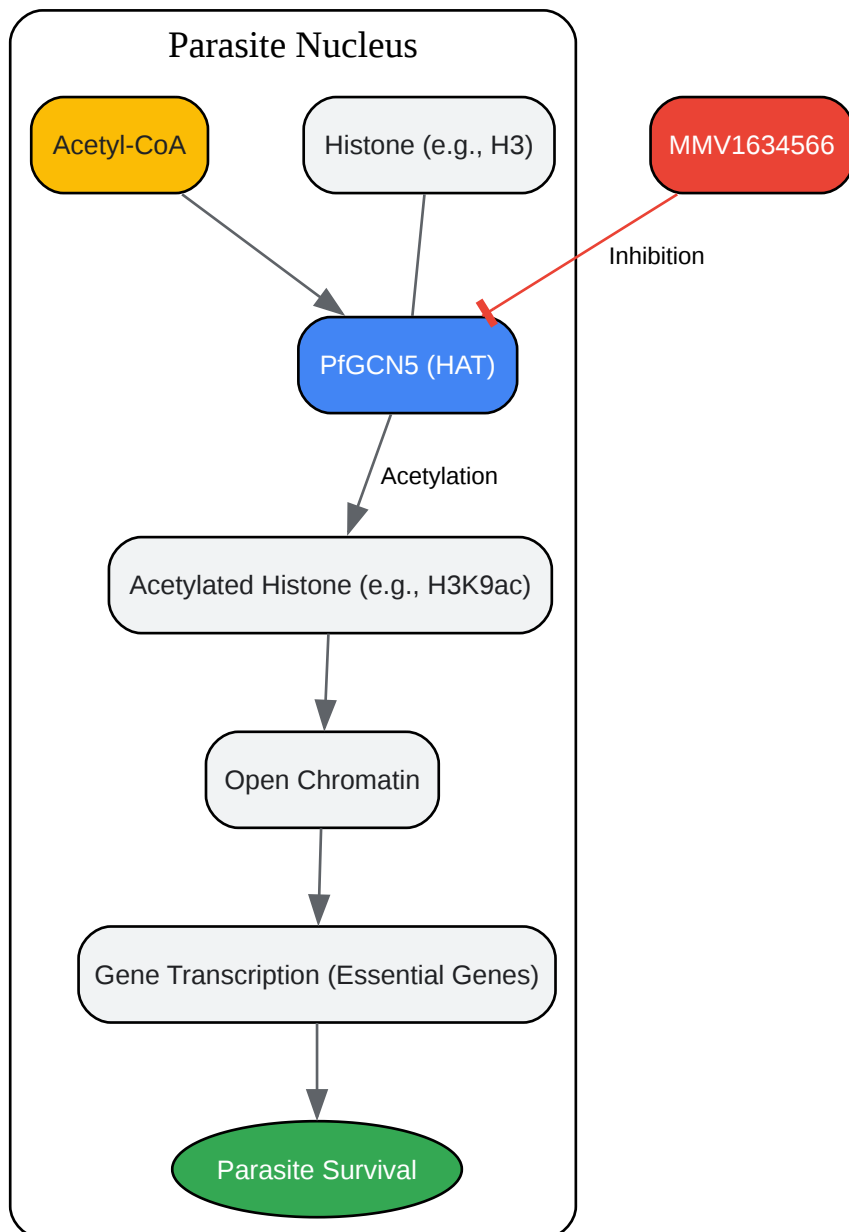 Parasite Nucleus
Acetyl-CoA
Histone (e.g., H3)
MMV1634566
Inhibition
PfGCN5 (HAT)
Acetylation
Acetylated Histone (e.g., H3K9ac)
Open Chromatin
Gene Transcription (Essential Genes)
Parasite Survival